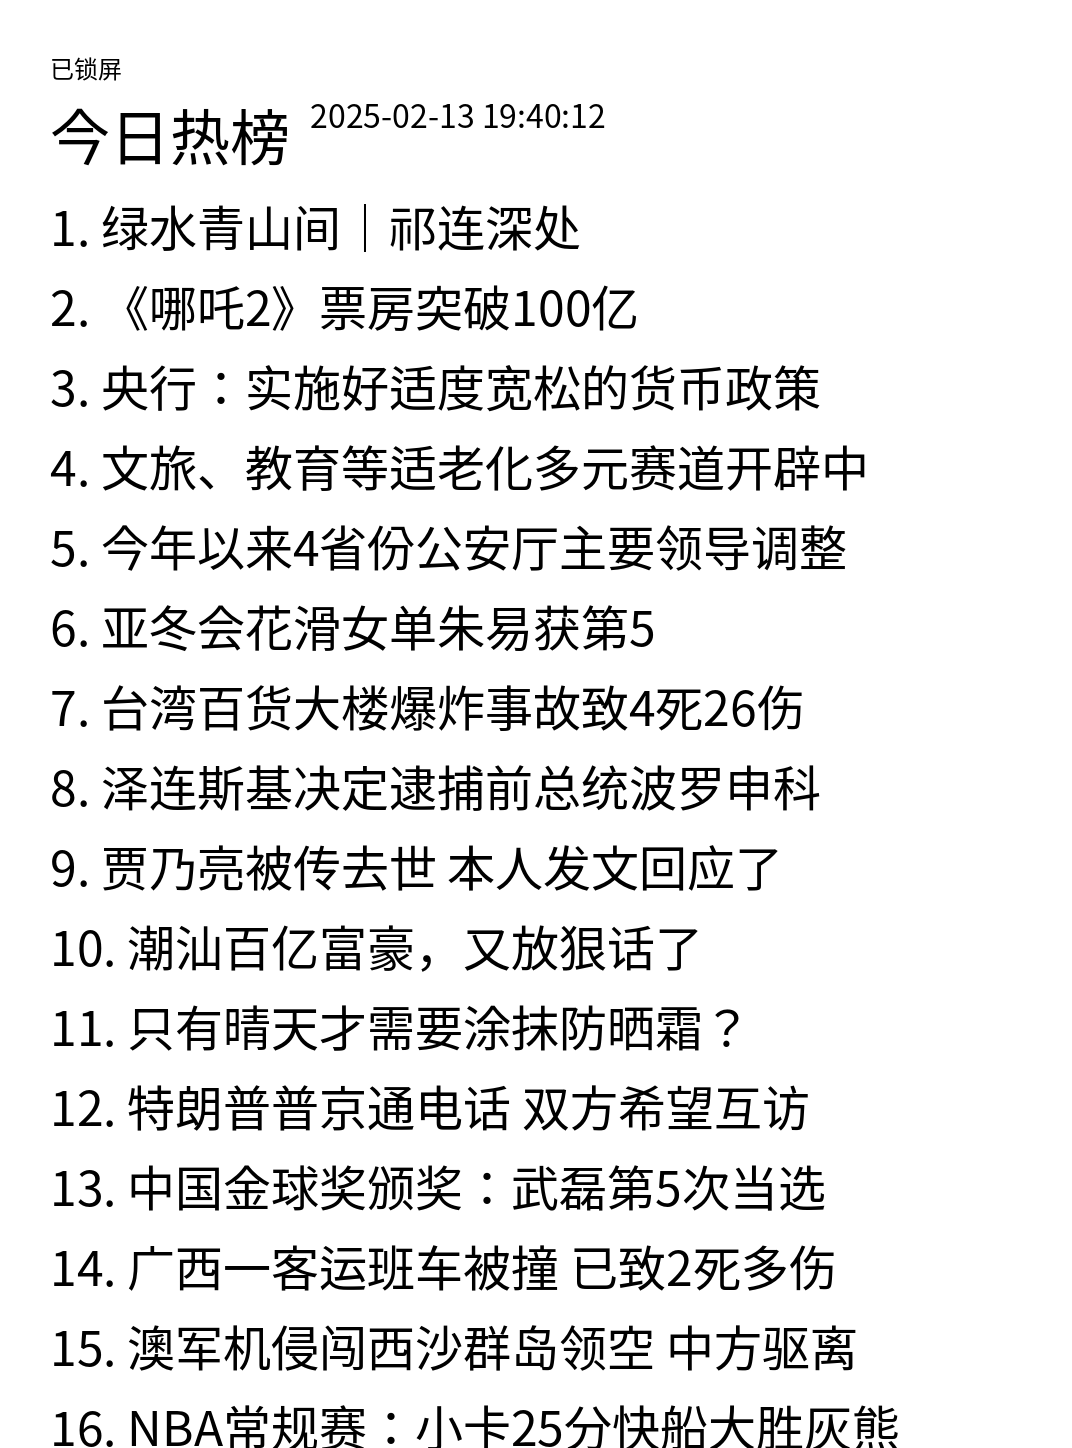 已锁屏
今日热榜 2025-02-13 19:40:12
1. 绿水青山间｜祁连深处
2. 《哪吒2》票房突破100亿
3. 央行：实施好适度宽松的货币政策
4. 文旅、教育等适老化多元赛道开辟中
5. 今年以来4省份公安厅主要领导调整
6. 亚冬会花滑女单朱易获第5
7. 台湾百货大楼爆炸事故致4死26伤
8. 泽连斯基决定逮捕前总统波罗申科
9. 贾乃亮被传去世 本人发文回应了
10. 潮汕百亿富豪，又放狠话了
11. 只有晴天才需要涂抹防晒霜？
12. 特朗普普京通电话 双方希望互访
13. 中国金球奖颁奖：武磊第5次当选
14. 广西一客运班车被撞 已致2死多伤
15. 澳军机侵闯西沙群岛领空 中方驱离
16. NBA常规赛：小卡25分快船大胜灰熊